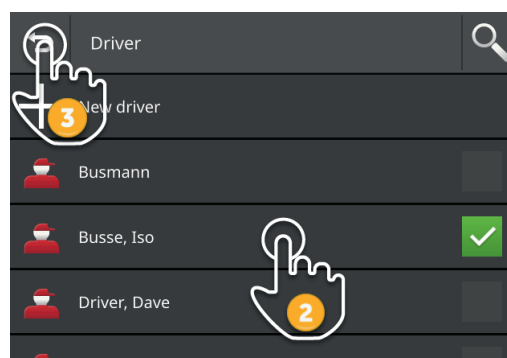 Driver
3
New driver
Busmann
Busse, Iso
2
Driver, Dave